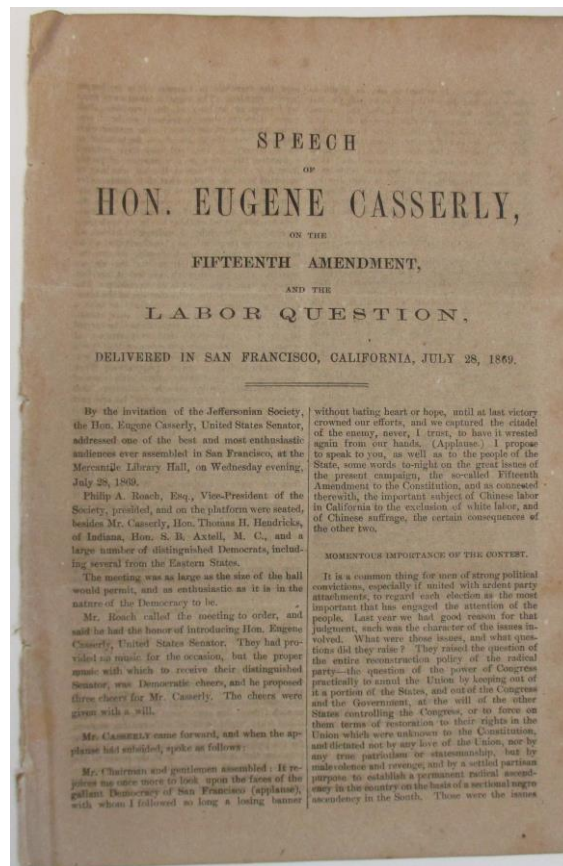 SPEECH
OF
HON. EUGENE CASSERLY,
ON THE
FIFTEENTH AMENDMENT,
AND THE
LABOR QUESTION,
DELIVERED IN SAN FRANCISCO, CALIFORNIA, JULY 28, 1869.
By the invitation of the Jeffersonian Society,
the Hon. Eugene Casserly, United States Senator,
addressed one of the best and most enthusiastic
audiences ever assembled in San Francisco, at the
Mercantile Library Hall, on Wednesday evening,
July 28, 1869.
Philip A. Roach, Esq., Vice-President of the
Society, presided, and on the platform were seated,
besides Mr. Casserly, Hon. Thomas H. Hendricks,
of Indiana, Hon. S. B. Axtell, M. C., and a
large number of distinguished Democrats, includ-
ing several from the Eastern States.
The meeting was as large as the size of the hall
would permit, and as enthusiastic as it is in the
nature of the Democracy to be.
Mr. Roach called the meeting to order, and
said he had the honor of introducing Hon. Eugene
Casserly, United States Senator. They had pro-
vided no music for the occasion, but the proper
music with which to receive their distinguished
Senator, was Democratic cheers, and he proposed
three cheers for Mr. Casserly. The cheers were
given with a will.
Mr. CASSERLY came forward, and when the ap-
plause had subsided, spoke as follows:
Mr. Chairman and gentlemen assembled: It re-
joices me once more to look upon the faces of the
gallant Democracy of San Francisco (applause),
with whom I followed so long a losing banner
without bating heart or hope, until at last victory
crowned our efforts, and we captured the citadel
of the enemy, never, I trust, to have it wrested
again from our hands. (Applause.) I propose
to speak to you, as well as to the people of the
State, some words to-night on the great issues of
the present campaign, the so-called Fifteenth
Amendment to the Constitution, and as connected
therewith, the important subject of Chinese labor
in California to the exclusion of white labor, and
of Chinese suffrage, the certain consequences of
the other two.
MOMENTOUS IMPORTANCE OF THE CONTEST.
It is a common thing for men of strong political
convictions, especially if united with ardent party
attachments, to regard each election as the most
important that has engaged the attention of the
people. Last year we had good reason for that
judgment, such was the character of the issues in-
volved. What were those issues, and what ques-
tions did they raise? They raised the question of
the entire reconstruction policy of the radical
party—the question of the power of Congress
practically to annul the Union by keeping out of
it a portion of the States, and out of the Congress
and the Government, at the will of the other
States controlling the Congress, or to force on
them terms of restoration to their rights in the
Union which were unknown to the Constitution,
and dictated not by any love of the Union, nor by
any true patriotism or statesmanship, but by
malevolence and revenge, and by a settled partisan
purpose to establish a permanent radical ascend-
ency in the country on the basis of a sectional negro
ascendency in the South. Those were the issues